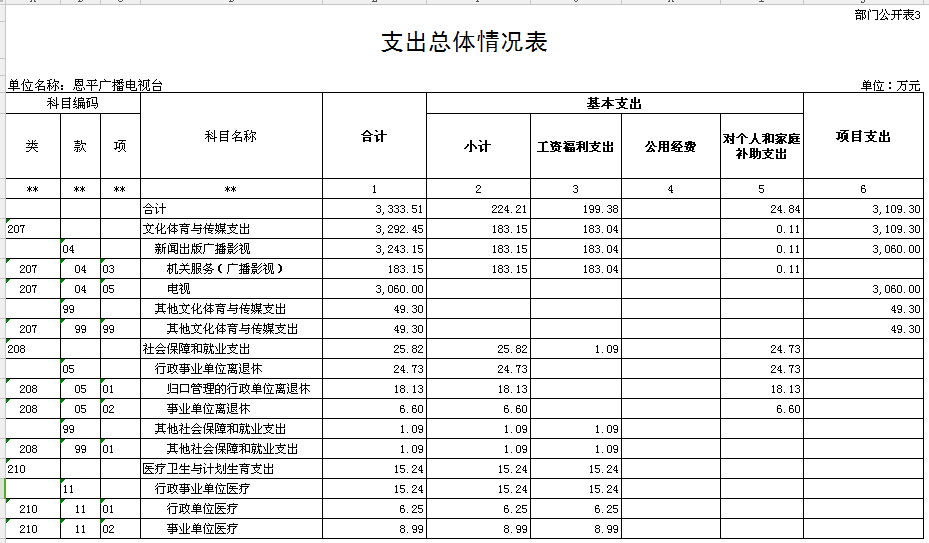 部门公开表3
支出总体情况表
单位名称：恩平广播电视台 单位：万元
科目编码 科目名称 合计 基本支出 项目支出
类 款 项 小计 工资福利支出 公用经费 对个人和家庭补助支出
** ** ** ** 1 2 3 4 5 6
合计 3,333.51 224.21 199.38 24.84 3,109.30
207 文化体育与传媒支出 3,292.45 183.15 183.04 0.11 3,109.30
04 新闻出版广播影视 3,243.15 183.15 183.04 0.11 3,060.00
207 04 03 机关服务（广播影视） 183.15 183.15 183.04 0.11
207 04 05 电视 3,060.00 3,060.00
99 其他文化体育与传媒支出 49.30 49.30
207 99 99 其他文化体育与传媒支出 49.30 49.30
208 社会保障和就业支出 25.82 25.82 1.09 24.73
05 行政事业单位离退休 24.73 24.73 24.73
208 05 01 归口管理的行政单位离退休 18.13 18.13 18.13
208 05 02 事业单位离退休 6.60 6.60 6.60
99 其他社会保障和就业支出 1.09 1.09 1.09
208 99 01 其他社会保障和就业支出 1.09 1.09 1.09
210 医疗卫生与计划生育支出 15.24 15.24 15.24
11 行政事业单位医疗 15.24 15.24 15.24
210 11 01 行政单位医疗 6.25 6.25 6.25
210 11 02 事业单位医疗 8.99 8.99 8.99